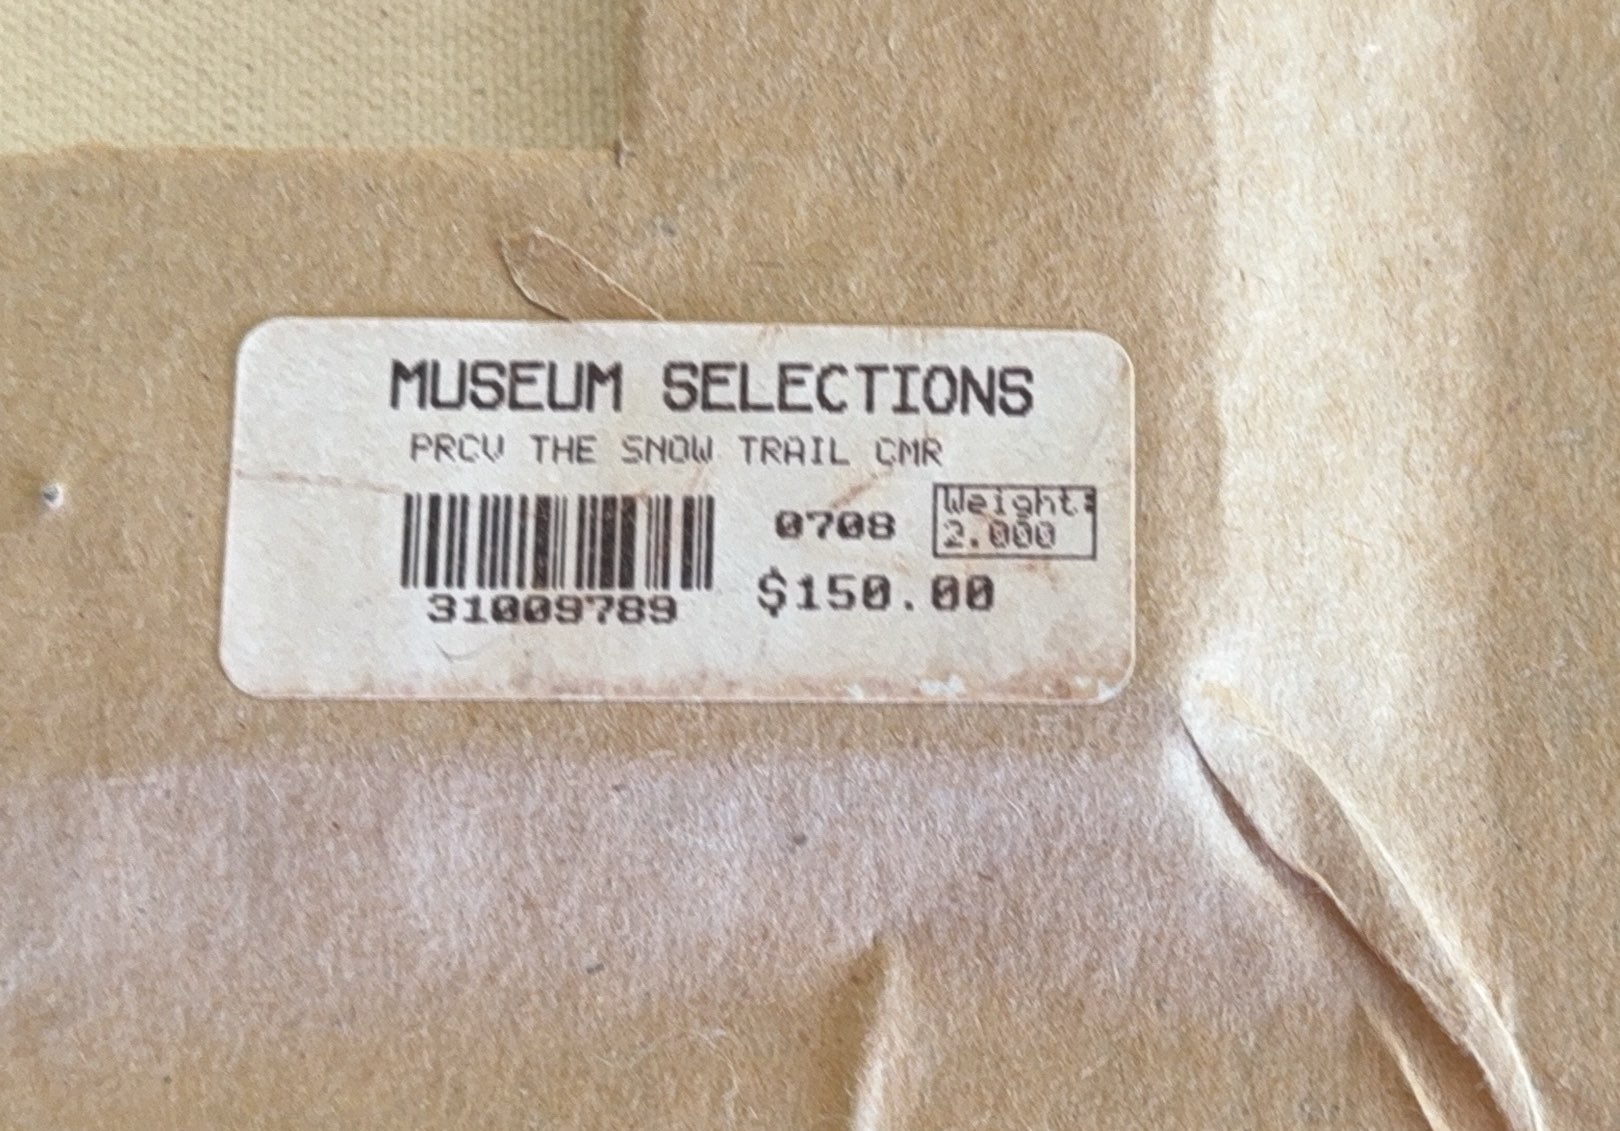 MUSEUM SELECTIONS
PRCV THE SNOW TRAIL CMR
0708
Weight:
2.000
31009789
$150.00